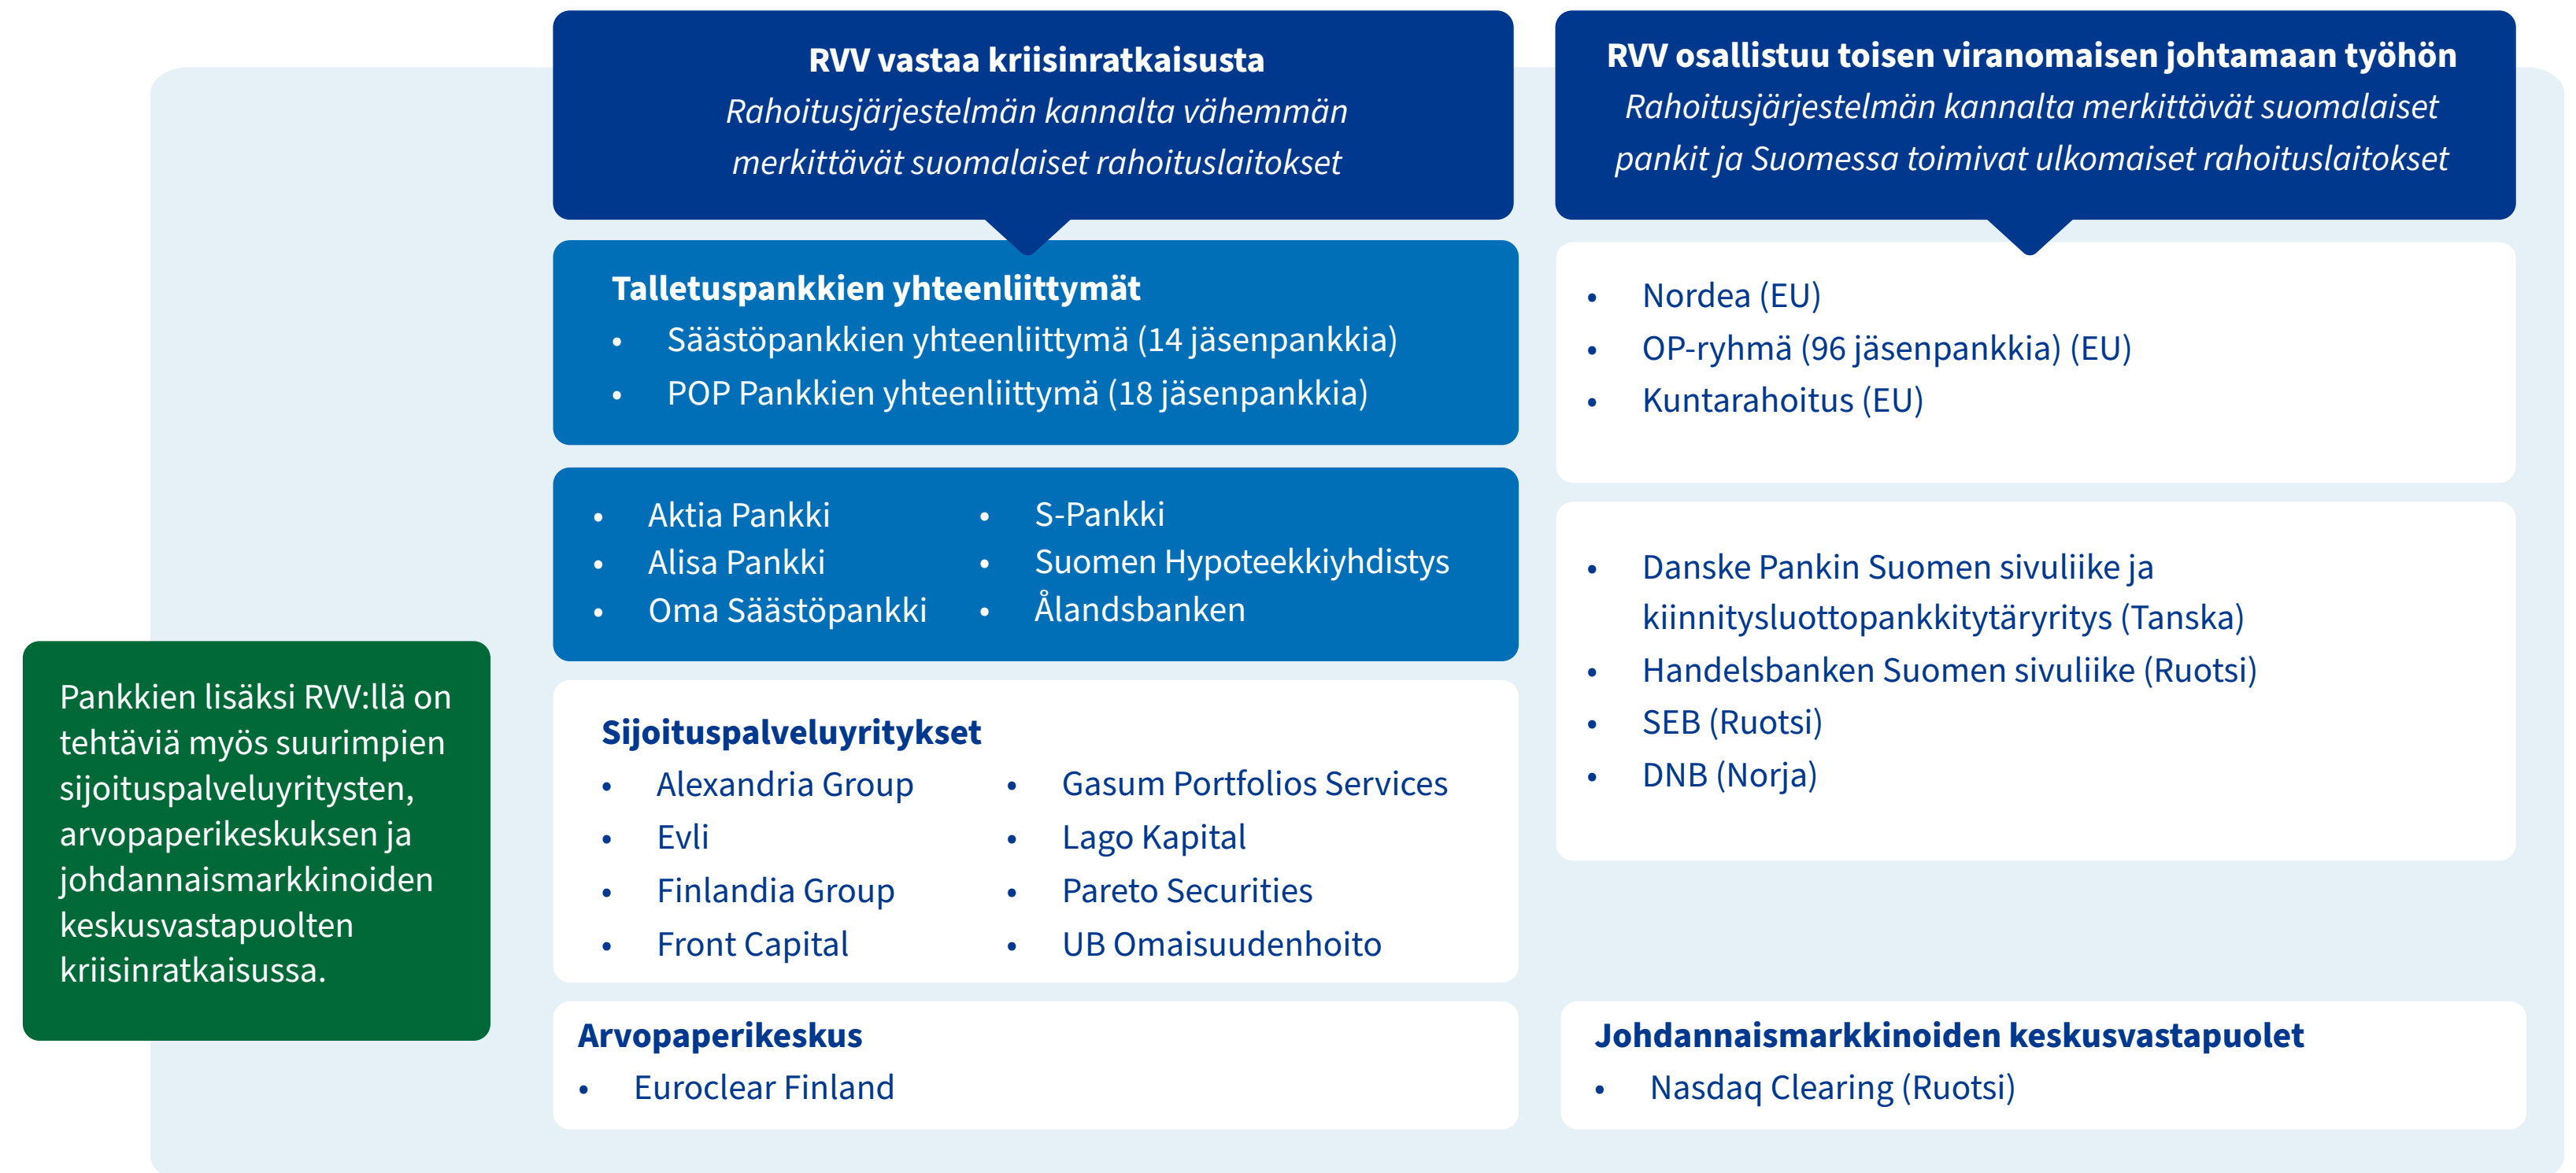 RVV vastaa kriisinratkaisusta
Rahoitusjärjestelmän kannalta vähemmän
merkittävät suomalaiset rahoituslaitokset
Talletuspankkien yhteenliittymät
• Säästöpankkien yhteenliittymä (14 jäsenpankkia)
• POP Pankkien yhteenliittymä (18 jäsenpankkia)
• Aktia Pankki
• Alisa Pankki
• Oma Säästöpankki
• S-Pankki
• Suomen Hypoteekkiyhdistys
• Ålandsbanken
Sijoituspalveluyritykset
• Alexandria Group
• Evli
• Finlandia Group
• Front Capital
• Gasum Portfolios Services
• Lago Kapital
• Pareto Securities
• UB Omaisuudenhoito
Arvopaperikeskus
• Euroclear Finland
RVV osallistuu toisen viranomaisen johtamaan työhön
Rahoitusjärjestelmän kannalta merkittävät suomalaiset
pankit ja Suomessa toimivat ulkomaiset rahoituslaitokset
• Nordea (EU)
• OP-ryhmä (96 jäsenpankkia) (EU)
• Kuntarahoitus (EU)
• Danske Pankin Suomen sivuliike ja
kiinnitysluottopankkitytäryritys (Tanska)
• Handelsbanken Suomen sivuliike (Ruotsi)
• SEB (Ruotsi)
• DNB (Norja)
Johdannaismarkkinoiden keskusvastapuolet
• Nasdaq Clearing (Ruotsi)
Pankkien lisäksi RVV:llä on
tehtäviä myös suurimpien
sijoituspalveluyritysten,
arvopaperikeskuksen ja
johdannaismarkkinoiden
keskusvastapuolten
kriisinratkaisussa.